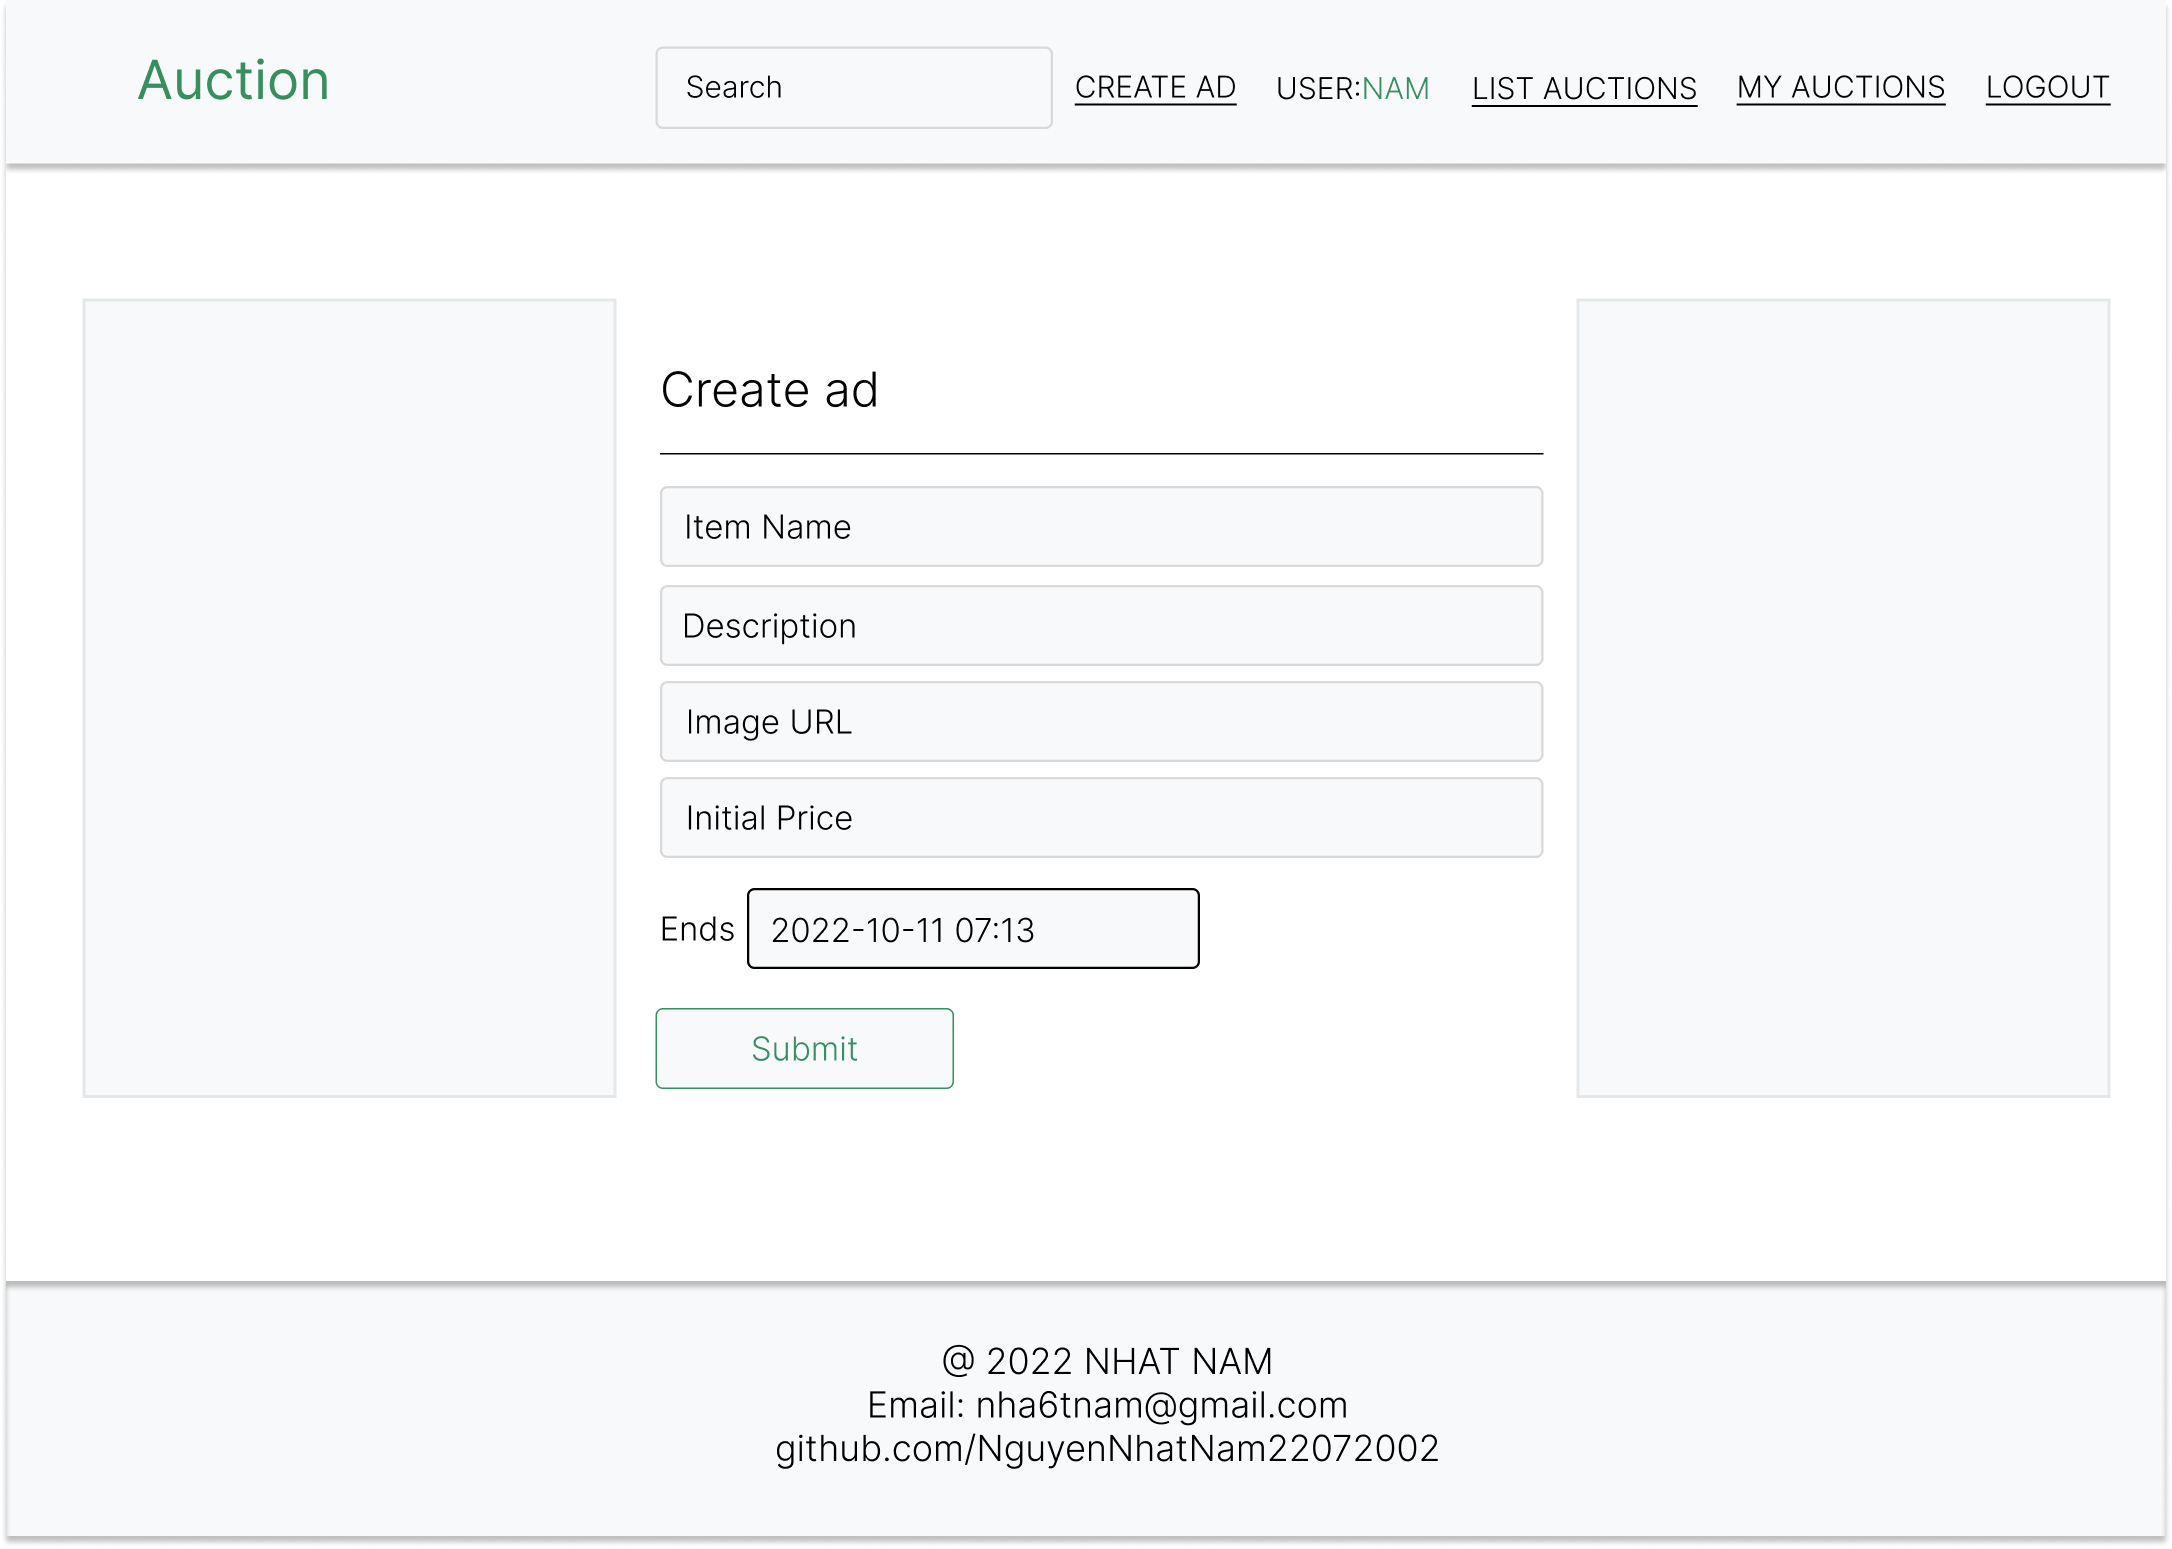 Auction
Search
CREATE AD
USER:NAM
LIST AUCTIONS
MY AUCTIONS
LOGOUT
Create ad
Item Name
Description
Image URL
Initial Price
Ends 2022-10-11 07:13
Submit
@ 2022 NHAT NAM
Email: nha6tnam@gmail.com
github.com/NguyenNhatNam22072002